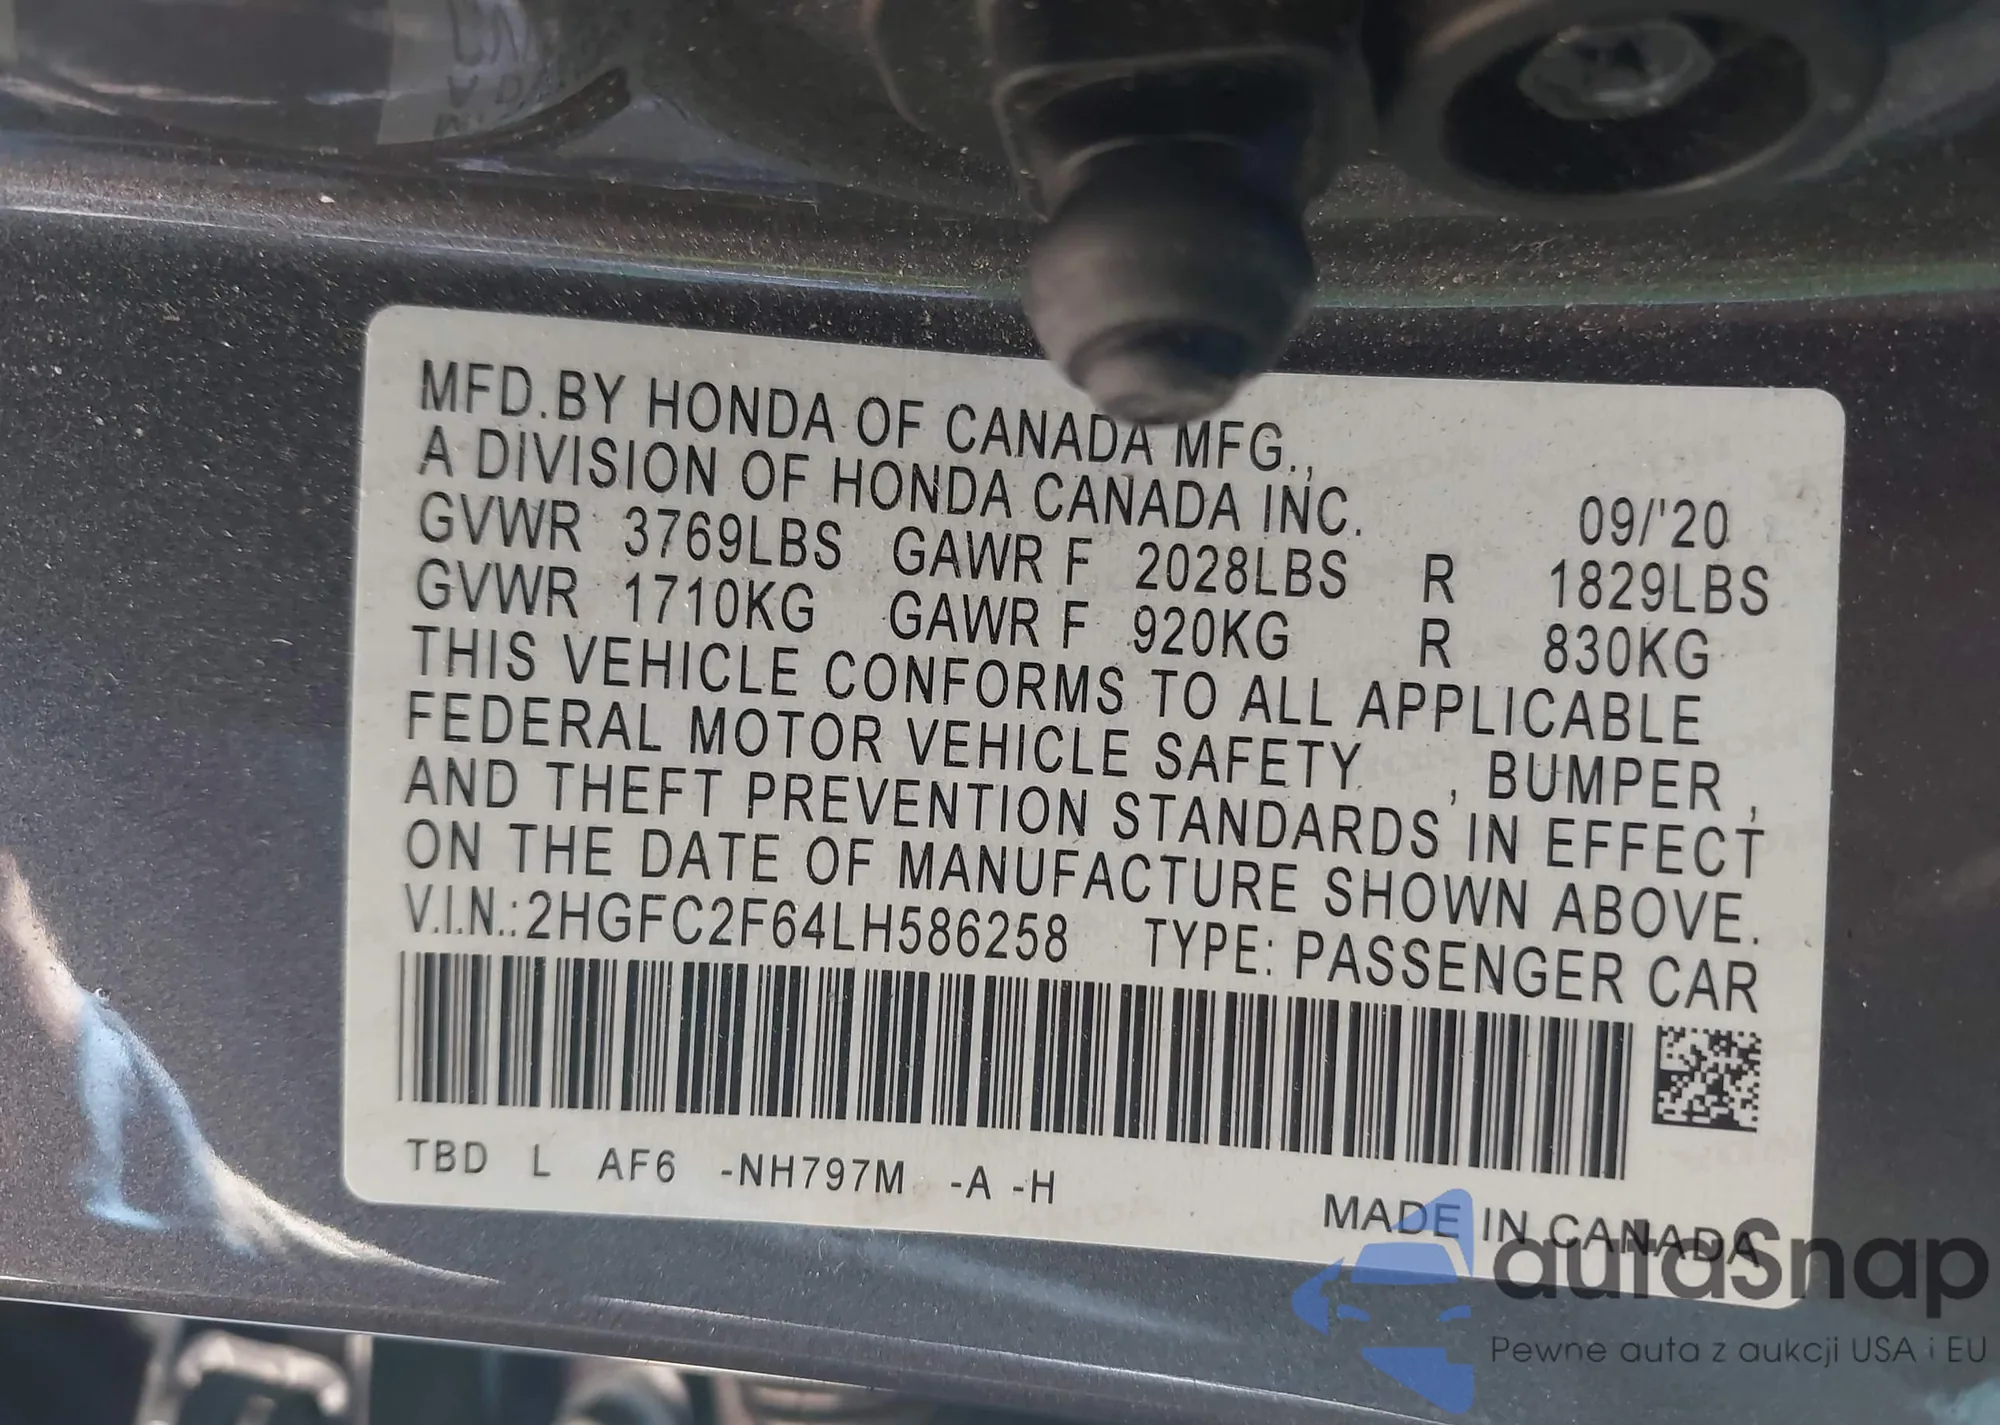 MFD.BY HONDA OF CANADA MFG.,
A DIVISION OF HONDA CANADA INC. 09/'20
GVWR 3769LBS GAWR F 2028LBS R 1829LBS
GVWR 1710KG GAWR F 920KG R 830KG
THIS VEHICLE CONFORMS TO ALL APPLICABLE
FEDERAL MOTOR VEHICLE SAFETY , BUMPER ,
AND THEFT PREVENTION STANDARDS IN EFFECT
ON THE DATE OF MANUFACTURE SHOWN ABOVE.
V.I.N.:2HGFC2F64LH586258 TYPE: PASSENGER CAR
TBD L AF6 -NH797M -A -H
MADE IN CANADA
autaSnap
Pewne auta z aukcji USA i EU